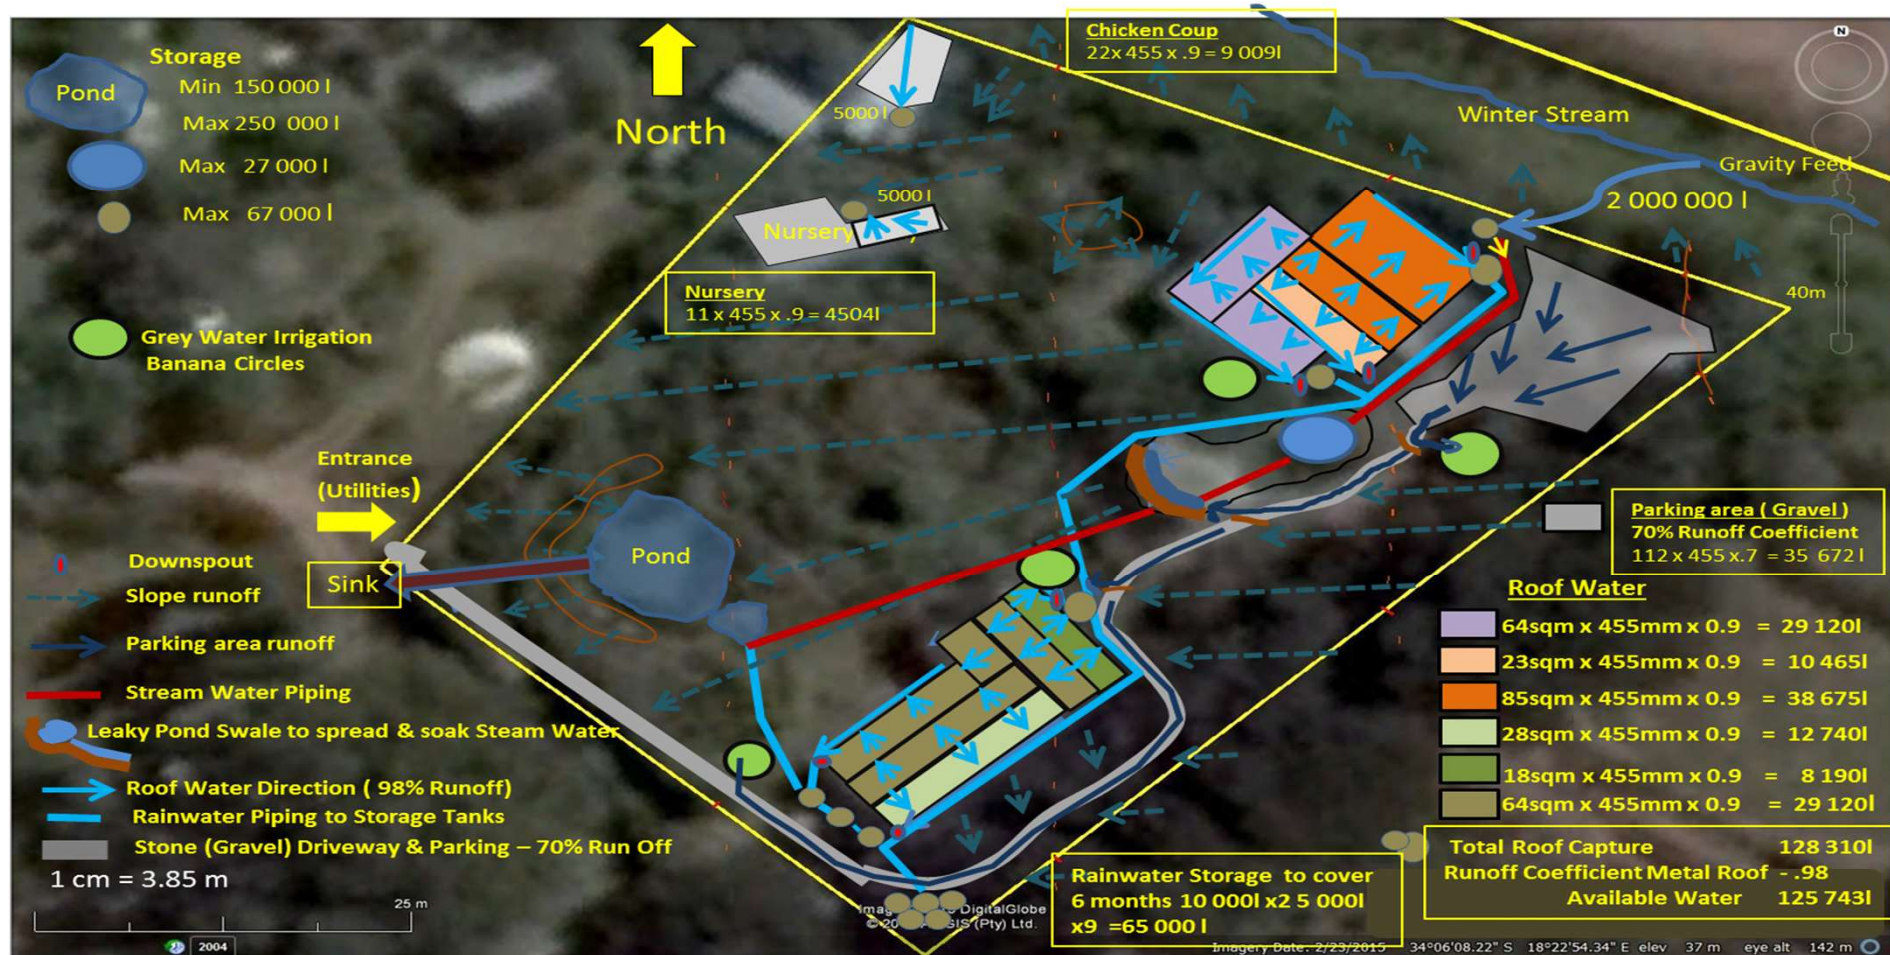 Storage
Pond
Min 150 000 l
Max 250 000 l
Max 27 000 l
Max 67 000 l
North
Chicken Coup
22x 455 x .9 = 9 009l
N
Winter Stream
Gravity Feed
2 000 000 l
5000 l
5000 l
Nursery
Nursery
11 x 455 x .9 = 4504l
40m
Grey Water Irrigation
Banana Circles
Entrance
(Utilities)
Sink
Pond
Downspout
Slope runoff
Parking area runoff
Stream Water Piping
Leaky Pond Swale to spread & soak Steam Water
Roof Water Direction ( 98% Runoff)
Rainwater Piping to Storage Tanks
Stone (Gravel) Driveway & Parking – 70% Run Off
1 cm = 3.85 m
25 m
2004
Parking area ( Gravel )
70% Runoff Coefficient
112 x 455 x.7 = 35 672 l
Roof Water
64sqm x 455mm x 0.9 = 29 120l
23sqm x 455mm x 0.9 = 10 465l
85sqm x 455mm x 0.9 = 38 675l
28sqm x 455mm x 0.9 = 12 740l
18sqm x 455mm x 0.9 = 8 190l
64sqm x 455mm x 0.9 = 29 120l
Total Roof Capture 128 310l
Runoff Coefficient Metal Roof - .98
Available Water 125 743l
Rainwater Storage to cover
6 months 10 000l x2 5 000l
x9 =65 000 l
DigitalGlobe
(Pty) Ltd.
Imagery Date: 2/23/2015 34°06'08.22" S 18°22'54.34" E elev 37 m eye alt 142 m